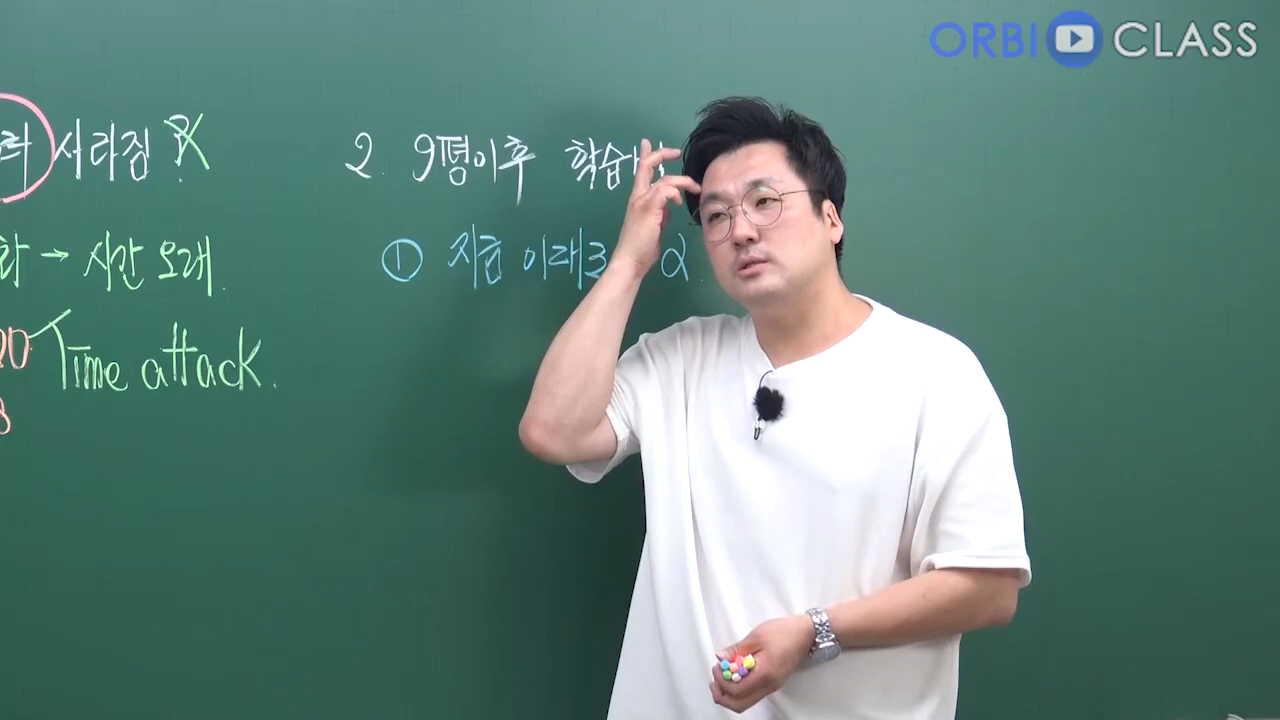 ORBI CLASS
사라짐 ?
→ 시간 오래.
Time attack.
2. 9평이후 학습
① 지금 이대로 α.